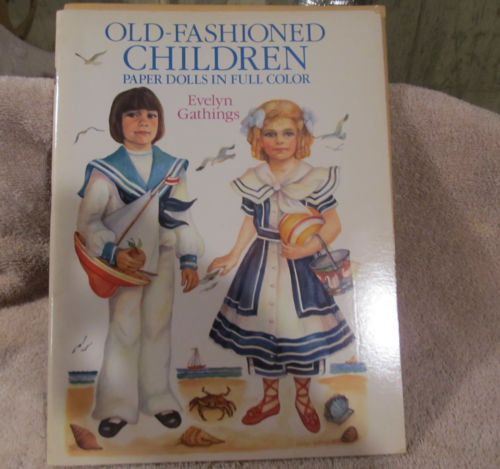 OLD-FASHIONED
CHILDREN
PAPER DOLLS IN FULL COLOR
Evelyn
Gathings